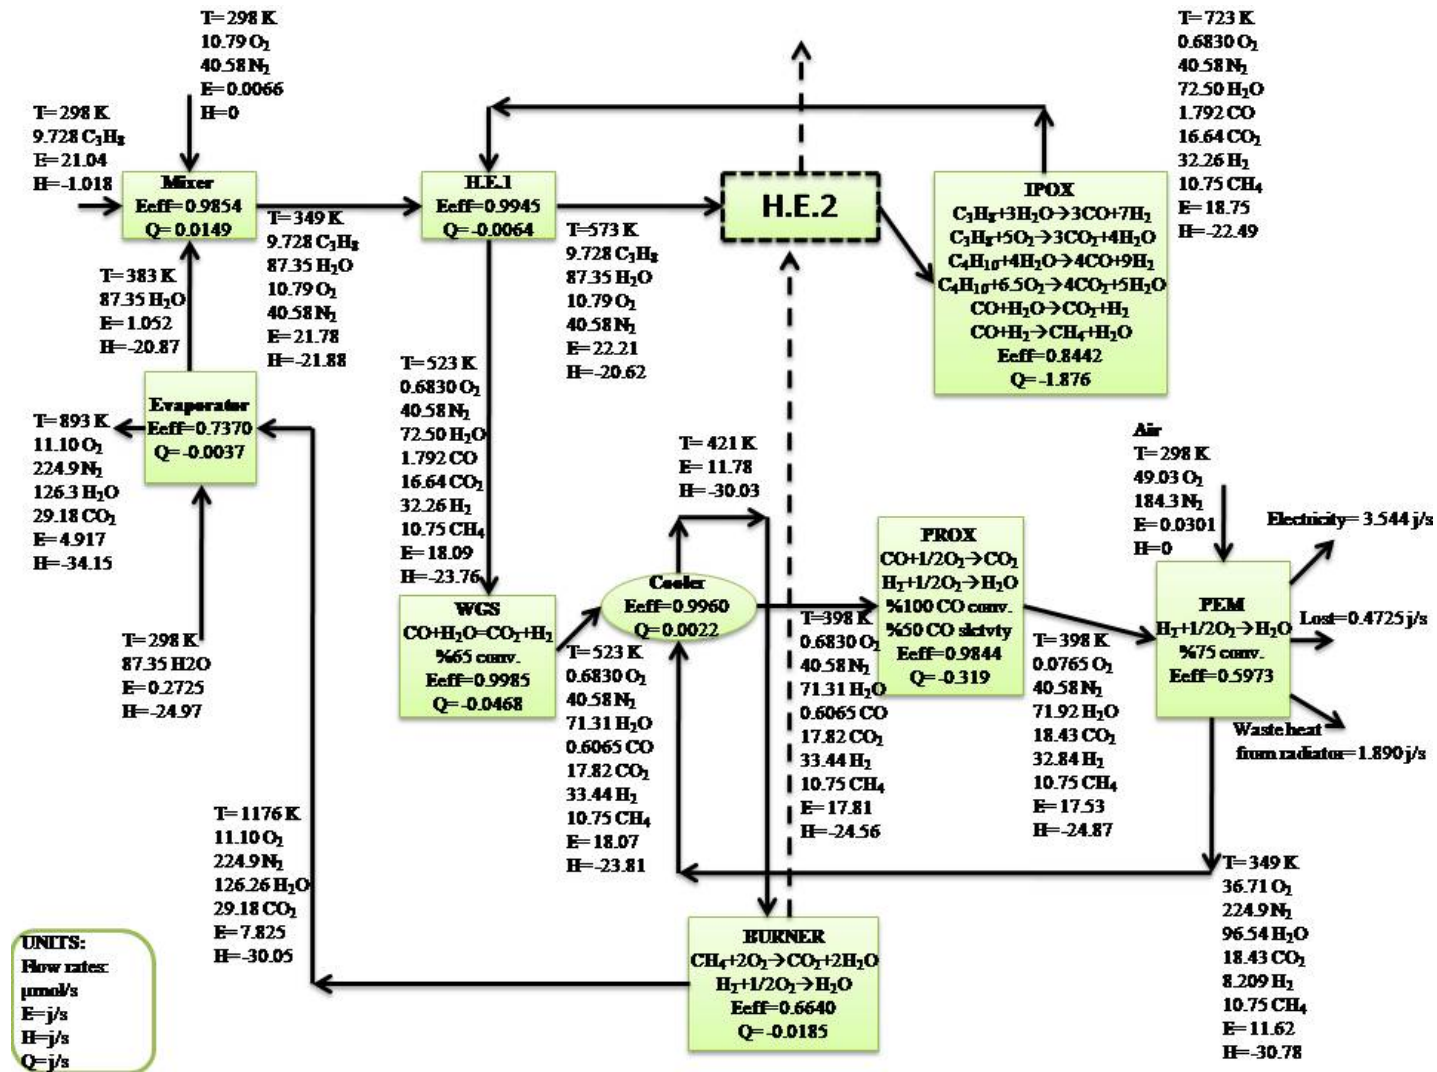 T= 298 K
10.79 O₂
40.58 N₂
E= 0.0066
H=0
T= 298 K
9.728 C₃H₈
E= 21.04
H=-1.018
Mixer
Eeff=0.9854
Q= 0.0149
T= 349 K
9.728 C₃H₈
87.35 H₂O
10.79 O₂
40.58 N₂
E= 21.78
H=-21.88
T= 383 K
87.35 H₂O
E= 1.052
H=-20.87
H.E.1
Eeff=0.9945
Q= -0.0064
T= 573 K
9.728 C₃H₈
87.35 H₂O
10.79 O₂
40.58 N₂
E= 22.21
H=-20.62
H.E.2
IPOX
C₃H₈+3H₂O→3CO+7H₂
C₃H₈+5O₂→3CO₂+4H₂O
C₄H₁₀+4H₂O→4CO+9H₂
C₄H₁₀+6.5O₂→4CO₂+5H₂O
CO+H₂O→CO₂+H₂
CO+H₂→CH₄+H₂O
Eeff=0.8442
Q= -1.876
T= 723 K
0.6830 O₂
40.58 N₂
72.50 H₂O
1.792 CO
16.64 CO₂
32.26 H₂
10.75 CH₄
E= 18.75
H=-22.49
Evaporator
Eeff=0.7370
Q= -0.0037
T= 893 K
11.10 O₂
224.9 N₂
126.3 H₂O
29.18 CO₂
E= 4.917
H=-34.15
T= 298 K
87.35 H2O
E= 0.2725
H=-24.97
T= 523 K
0.6830 O₂
40.58 N₂
72.50 H₂O
1.792 CO
16.64 CO₂
32.26 H₂
10.75 CH₄
E= 18.09
H=-23.76
WGS
CO+H₂O=CO₂+H₂
%65 conv.
Eeff=0.9985
Q= -0.0468
T= 421 K
E= 11.78
H= -30.03
Cooler
Eeff=0.9960
Q=0.0022
T= 523 K
0.6830 O₂
40.58 N₂
71.31 H₂O
0.6065 CO
17.82 CO₂
33.44 H₂
10.75 CH₄
E= 18.07
H=-23.81
T=398 K
0.6830 O₂
40.58 N₂
71.31 H₂O
0.6065 CO
17.82 CO₂
33.44 H₂
10.75 CH₄
E= 17.81
H=-24.56
PROX
CO+1/2O₂→CO₂
H₂+1/2O₂→H₂O
%100 CO conv.
%50 CO slctvty
Eeff=0.9844
Q= -0.319
T= 398 K
0.0765 O₂
40.58 N₂
71.92 H₂O
18.43 CO₂
32.84 H₂
10.75 CH₄
E= 17.53
H=-24.87
Air
T= 298 K
49.03 O₂
184.3 N₂
E= 0.0301
H=0
PEM
H₂+1/2O₂→H₂O
%75 conv.
Eeff=0.5973
Electricity= 3.544 j/s
Lost=0.4725 j/s
Waste heat
from radiator=1.890 j/s
T= 349 K
36.71 O₂
224.9 N₂
96.54 H₂O
18.43 CO₂
8.209 H₂
10.75 CH₄
E= 11.62
H=-30.78
BURNER
CH₄+2O₂→CO₂+2H₂O
H₂+1/2O₂→H₂O
Eeff=0.6640
Q= -0.0185
T= 1176 K
11.10 O₂
224.9 N₂
126.26 H₂O
29.18 CO₂
E= 7.825
H=-30.05
UNITS:
Flow rates:
µmol/s
E=j/s
H=j/s
Q=j/s